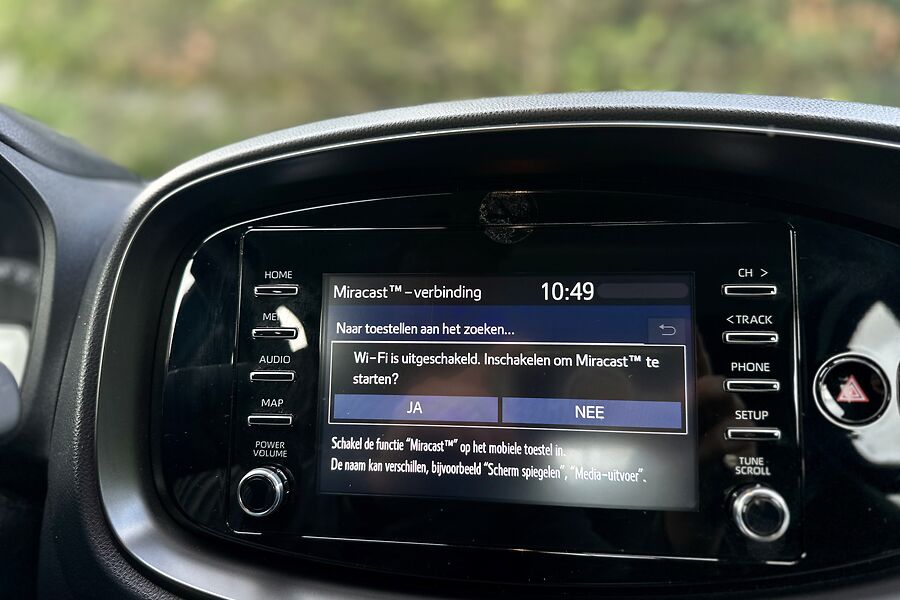 HOME
AUDIO
MAP
POWER
VOLUME
Miracast™-verbinding 10:49
Naar toestellen aan het zoeken...
Wi-Fi is uitgeschakeld. Inschakelen om Miracast™ te
starten?
JA NEE
Schakel de functie "Miracast™" op het mobiele toestel in.
De naam kan verschillen, bijvoorbeeld "Scherm spiegelen", "Media-uitvoer".
CH >
< TRACK
PHONE
SETUP
TUNE
SCROLL